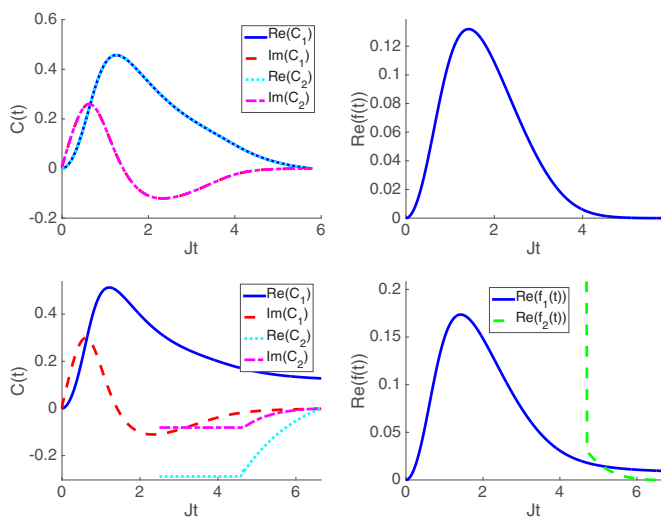 C(t)
0.6
0.4
0.2
0
-0.2
0
2
4
6
Jt
Re(C₁)
Im(C₁)
Re(C₂)
Im(C₂)
Re(f(t))
0.12
0.1
0.08
0.06
0.04
0.02
0
0
2
4
Jt
C(t)
0.4
0.2
0
-0.2
0
2
4
6
Jt
Re(C₁)
Im(C₁)
Re(C₂)
Im(C₂)
Re(f(t))
0.2
0.15
0.1
0.05
0
0
2
4
6
Jt
Re(f₁(t))
Re(f₂(t))